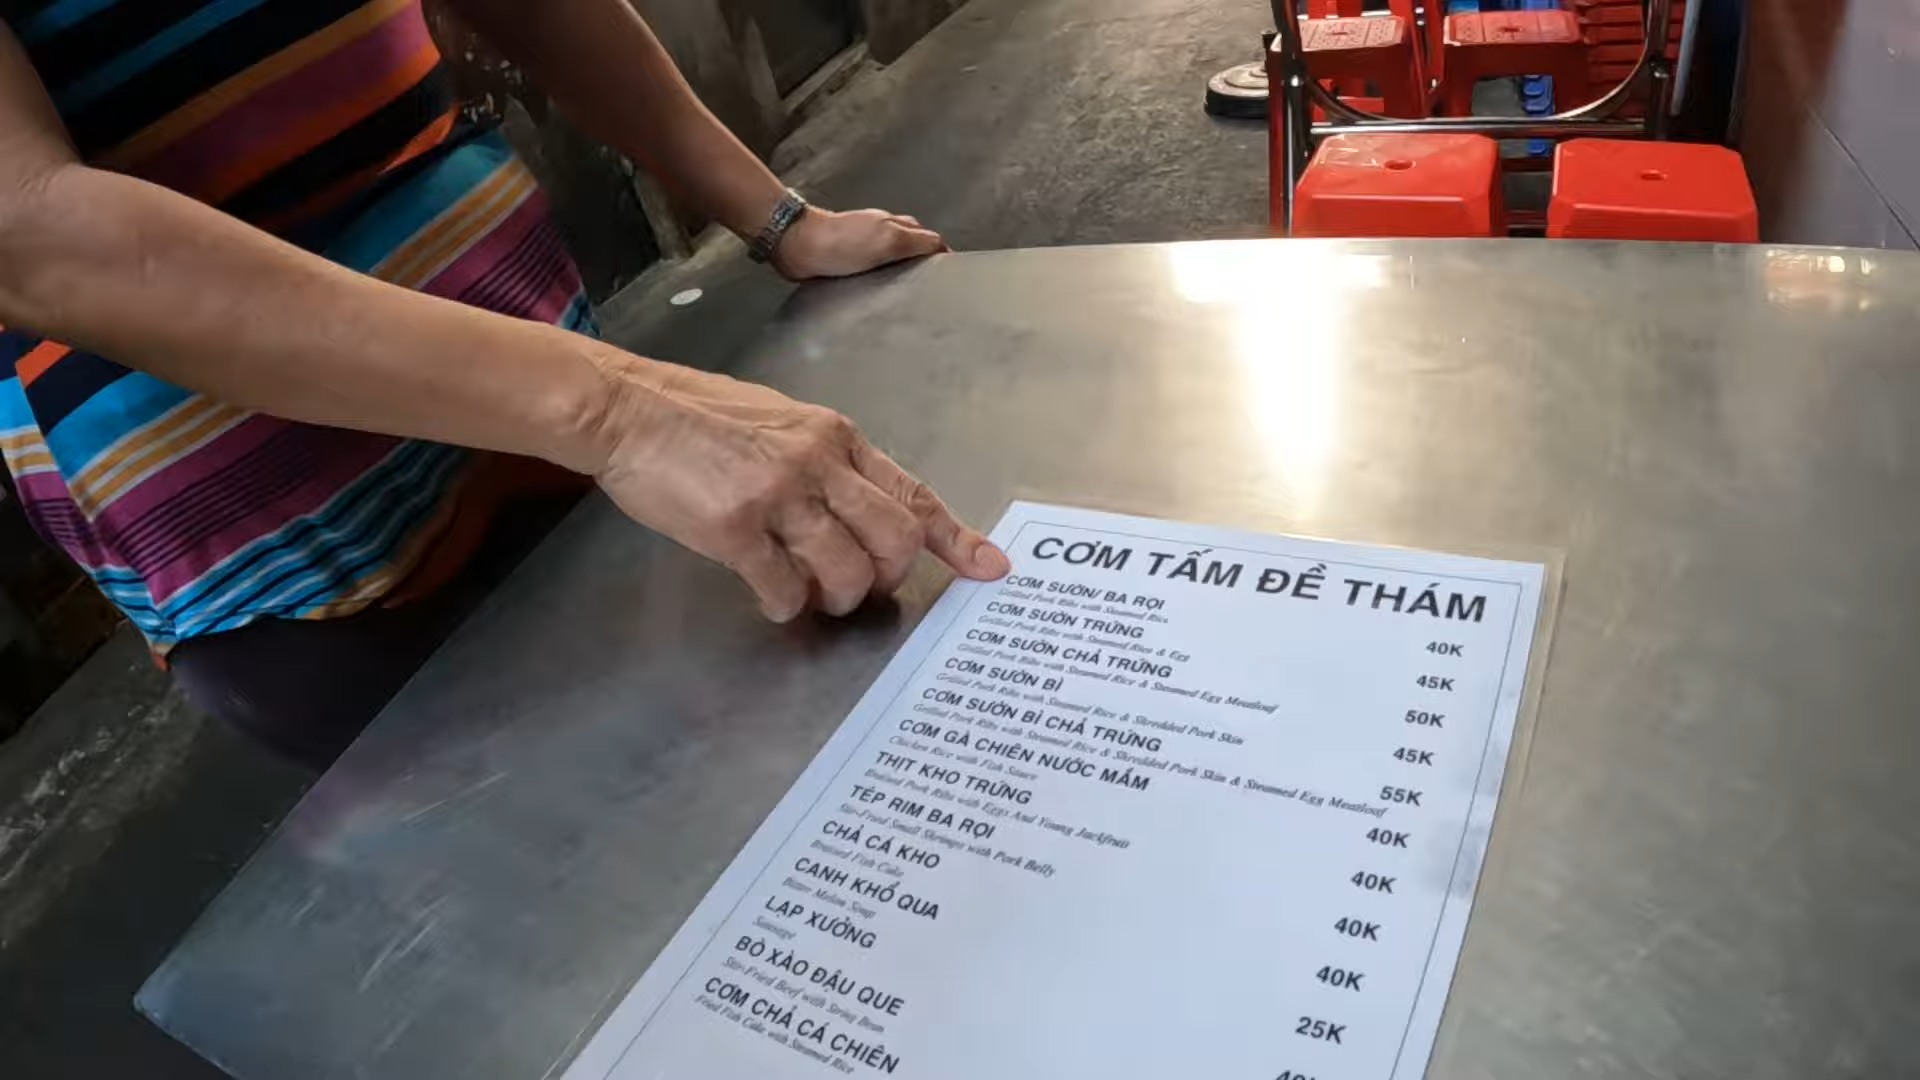 CƠM TẤM ĐỀ THÁM
CƠM SƯỜN/ BA RỌI 40K
Grilled Pork Ribs with Steamed Rice
CƠM SƯỜN TRỨNG 45K
Grilled Pork Ribs with Steamed Rice & Egg
CƠM SƯỜN CHẢ TRỨNG 50K
Grilled Pork Ribs with Steamed Rice & Steamed Egg Meatloaf
CƠM SƯỜN BÌ 45K
Grilled Pork Ribs with Steamed Rice & Shredded Pork Skin
CƠM SƯỜN BÌ CHẢ TRỨNG 55K
Grilled Pork Ribs with Steamed Rice & Shredded Pork Skin & Steamed Egg Meatloaf
CƠM GÀ CHIÊN NƯỚC MẮM 40K
Chicken Rice with Fish Sauce
THỊT KHO TRỨNG 40K
Braised Pork Ribs with Eggs And Young Jackfruit
TÉP RIM BA RỌI 40K
Stir-Fried Small Shrimps with Pork Belly
CHẢ CÁ KHO 40K
Braised Fish Cake
CANH KHỔ QUA 25K
Bitter Melon Soup
LẠP XƯỞNG
Sausage
BÒ XÀO ĐẬU QUE
Stir-Fried Beef with String Bean
CƠM CHẢ CÁ CHIÊN
Fried Fish Cake with Steamed Rice